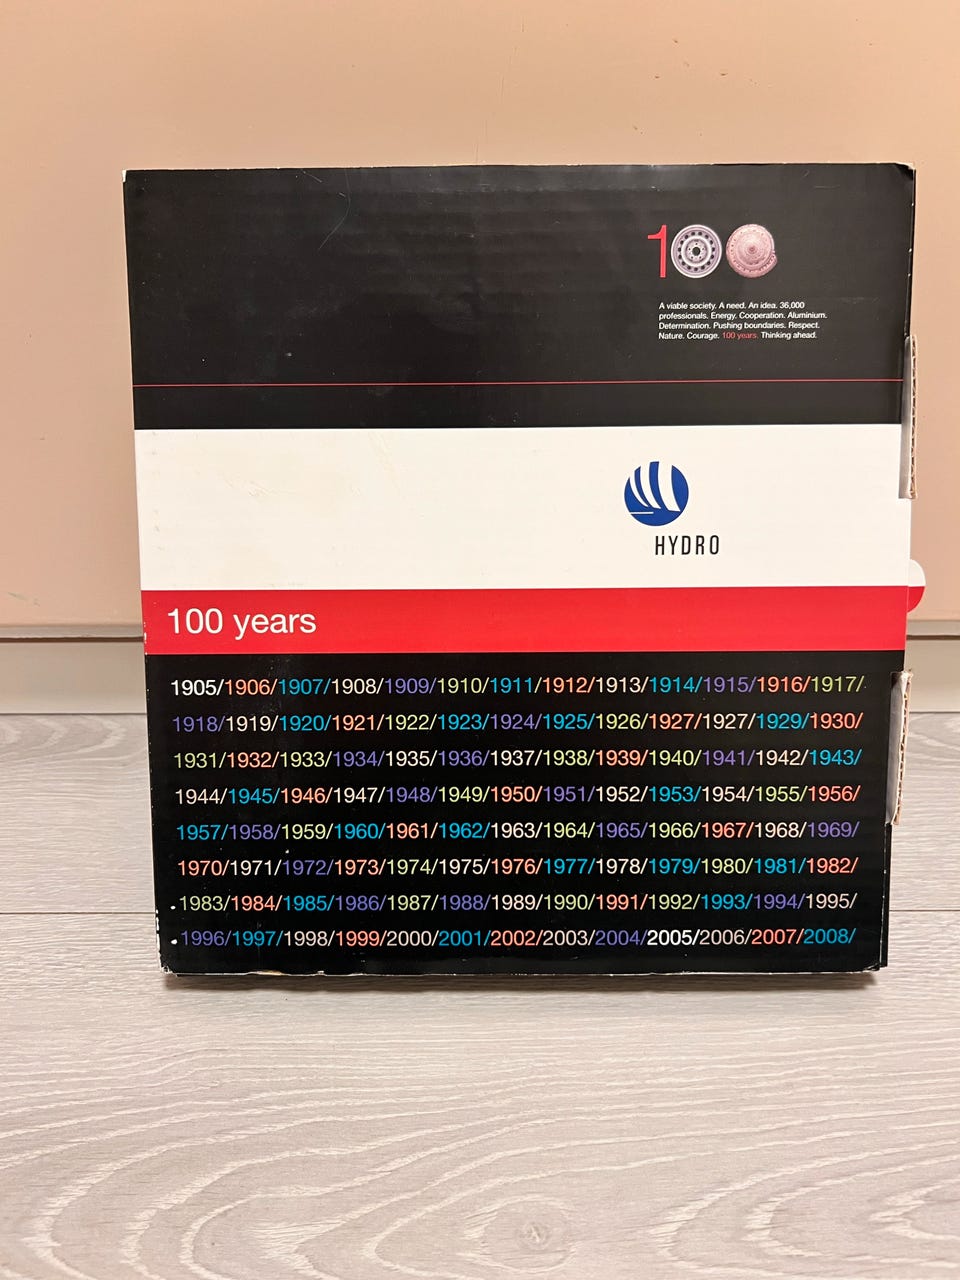 100
A viable society. A need. An idea. 36,000
professionals. Energy. Cooperation. Aluminium.
Determination. Pushing boundaries. Respect.
Nature. Courage. 100 years. Thinking ahead.
HYDRO
100 years
1905/1906/1907/1908/1909/1910/1911/1912/1913/1914/1915/1916/1917/
1918/1919/1920/1921/1922/1923/1924/1925/1926/1927/1927/1929/1930/
1931/1932/1933/1934/1935/1936/1937/1938/1939/1940/1941/1942/1943/
1944/1945/1946/1947/1948/1949/1950/1951/1952/1953/1954/1955/1956/
1957/1958/1959/1960/1961/1962/1963/1964/1965/1966/1967/1968/1969/
1970/1971/1972/1973/1974/1975/1976/1977/1978/1979/1980/1981/1982/
1983/1984/1985/1986/1987/1988/1989/1990/1991/1992/1993/1994/1995/
1996/1997/1998/1999/2000/2001/2002/2003/2004/2005/2006/2007/2008/